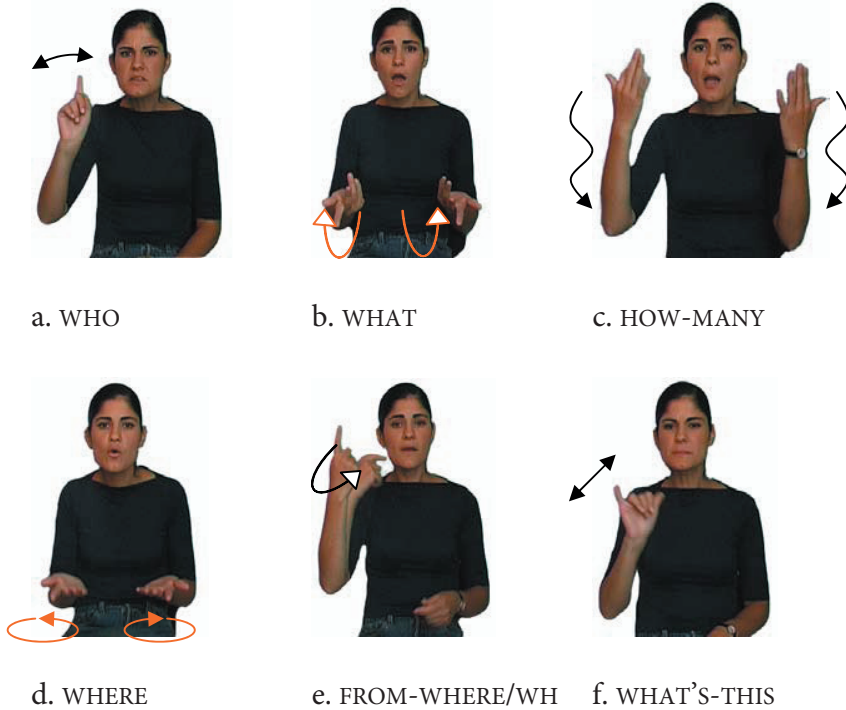 a. WHO
b. WHAT
c. HOW-MANY
d. WHERE
e. FROM-WHERE/WH
f. WHAT’S-THIS